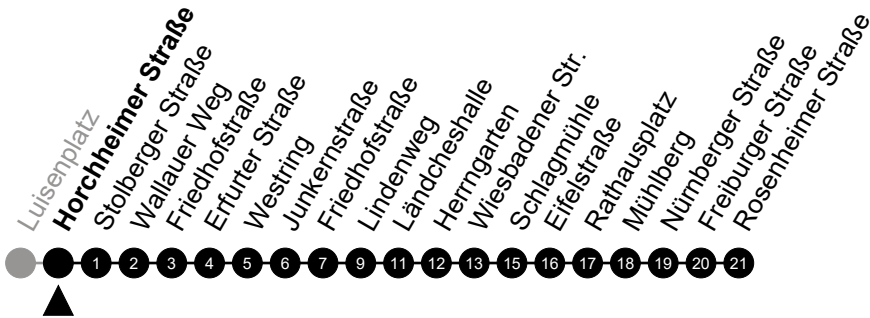 Luisenplatz
Horchheimer Straße
Stolberger Straße
Wallauer Weg
Friedhofstraße
Erfurter Straße
Westring
Junkernstraße
Friedhofstraße
Lindenweg
Ländcheshalle
Herrngarten
Wiesbadener Str.
Schlagmühle
Eifelstraße
Rathausplatz
Mühlberg
Nürnberger Straße
Freiburger Straße
Rosenheimer Straße
1 2 3 4 5 6 7 9 11 12 13 15 16 17 18 19 20 21